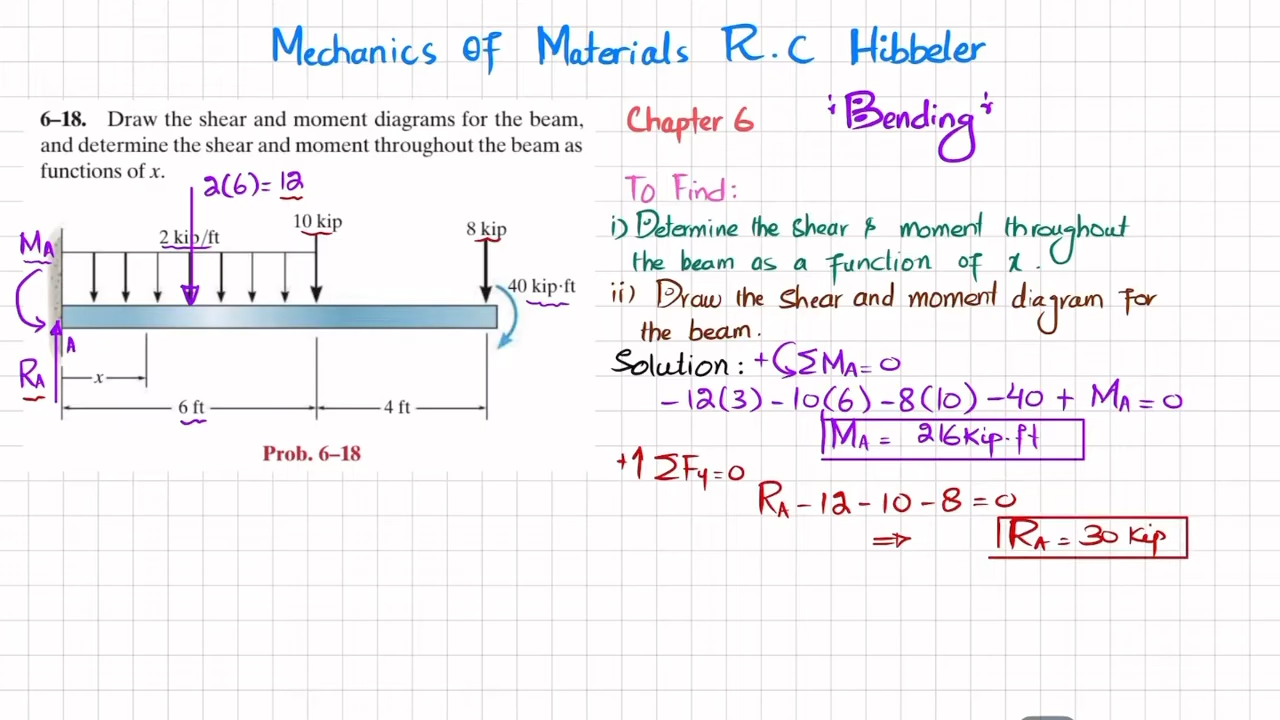 Mechanics of Materials R.C Hibbeler
6–18. Draw the shear and moment diagrams for the beam,
and determine the shear and moment throughout the beam as
functions of x.
2(6)= 12
10 kip
8 kip
2 kip/ft
MA
40 kip·ft
A
RA
x
6 ft
4 ft
Prob. 6–18
Chapter 6
"Bending"
To Find:
i) Determine the shear & moment throughout
the beam as a function of x.
ii) Draw the shear and moment diagram for
the beam.
Solution: +↺ΣMA=0
-12(3) -10(6) -8(10) -40 + MA=0
MA= 216 Kip.ft
+↑ΣFy=0
RA -12 -10 -8 =0
⇒ RA = 30 Kip